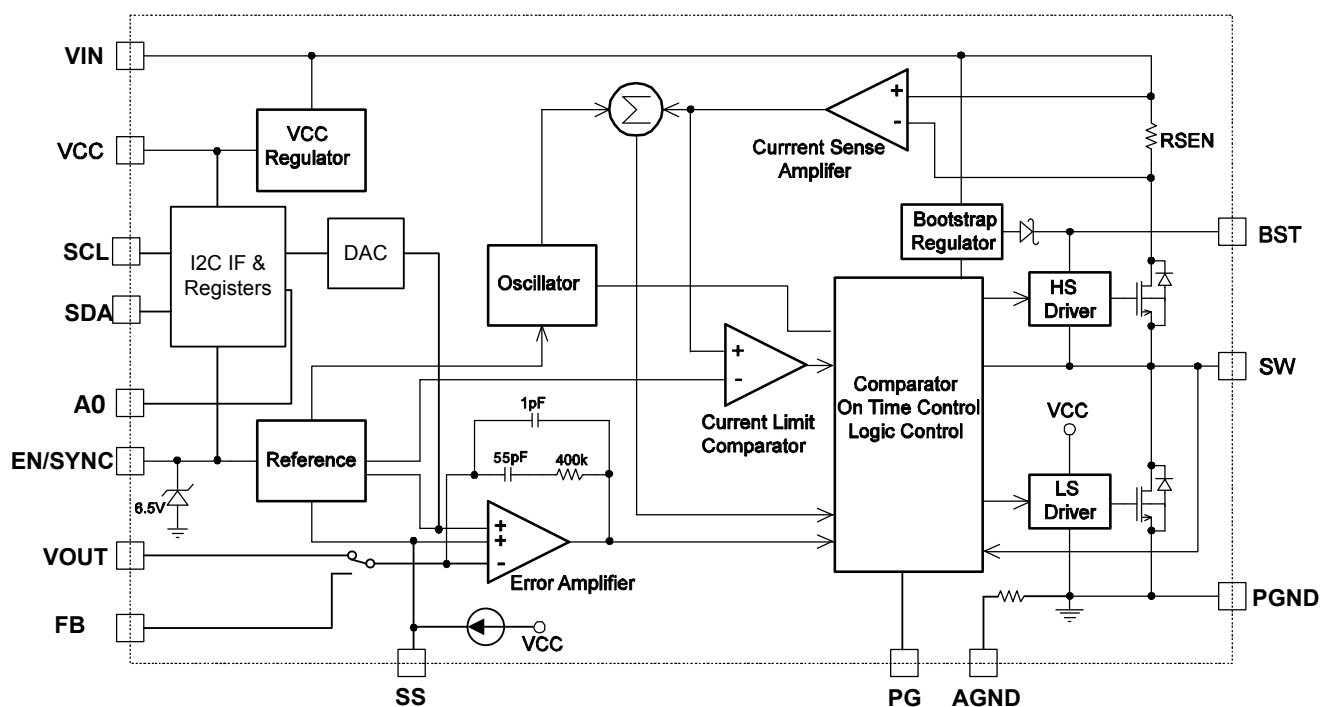 VIN
VCC
SCL
SDA
A0
EN/SYNC
VOUT
FB
VCC
Regulator
I2C IF &
Registers
DAC
Reference
6.5V
Oscillator
Σ
+
-
Currrent Sense
Amplifer
RSEN
Bootstrap
Regulator
BST
HS
Driver
SW
+
-
Current Limit
Comparator
Comparator
On Time Control
Logic Control
VCC
LS
Driver
1pF
55pF
400k
+
+
-
Error Amplifier
VCC
PGND
SS
PG
AGND